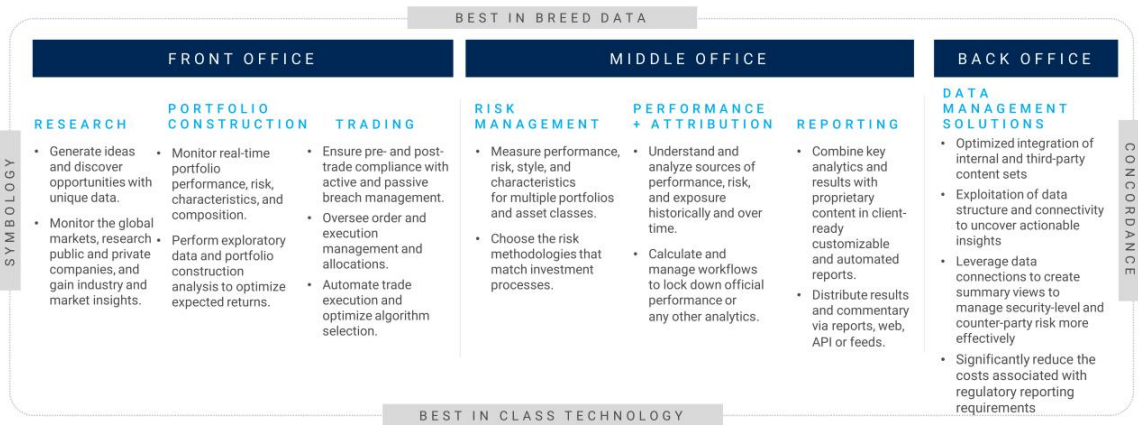 BEST IN BREED DATA
FRONT OFFICE
MIDDLE OFFICE
BACK OFFICE
SYMBOLOGY
RESEARCH
• Generate ideas
and discover
opportunities with
unique data.
• Monitor the global
markets, research
public and private
companies, and
gain industry and
market insights.
PORTFOLIO
CONSTRUCTION
• Monitor real-time
portfolio
performance, risk,
characteristics, and
composition.
• Perform exploratory
data and portfolio
construction
analysis to optimize
expected returns.
TRADING
• Ensure pre- and post-
trade compliance with
active and passive
breach management.
• Oversee order and
execution
management and
allocations.
• Automate trade
execution and
optimize algorithm
selection.
RISK
MANAGEMENT
• Measure performance,
risk, style, and
characteristics
for multiple portfolios
and asset classes.
• Choose the risk
methodologies that
match investment
processes.
PERFORMANCE
+ ATTRIBUTION
• Understand and
analyze sources of
performance, risk,
and exposure
historically and over
time.
• Calculate and
manage workflows
to lock down official
performance or
any other analytics.
REPORTING
• Combine key
analytics and
results with
proprietary
content in client-
ready
customizable
and automated
reports.
• Distribute results
and commentary
via reports, web,
API or feeds.
DATA
MANAGEMENT
SOLUTIONS
• Optimized integration of
internal and third-party
content sets
• Exploitation of data
structure and connectivity
to uncover actionable
insights
• Leverage data
connections to create
summary views to
manage security-level and
counter-party risk more
effectively
• Significantly reduce the
costs associated with
regulatory reporting
requirements
CONCORDANCE
BEST IN CLASS TECHNOLOGY